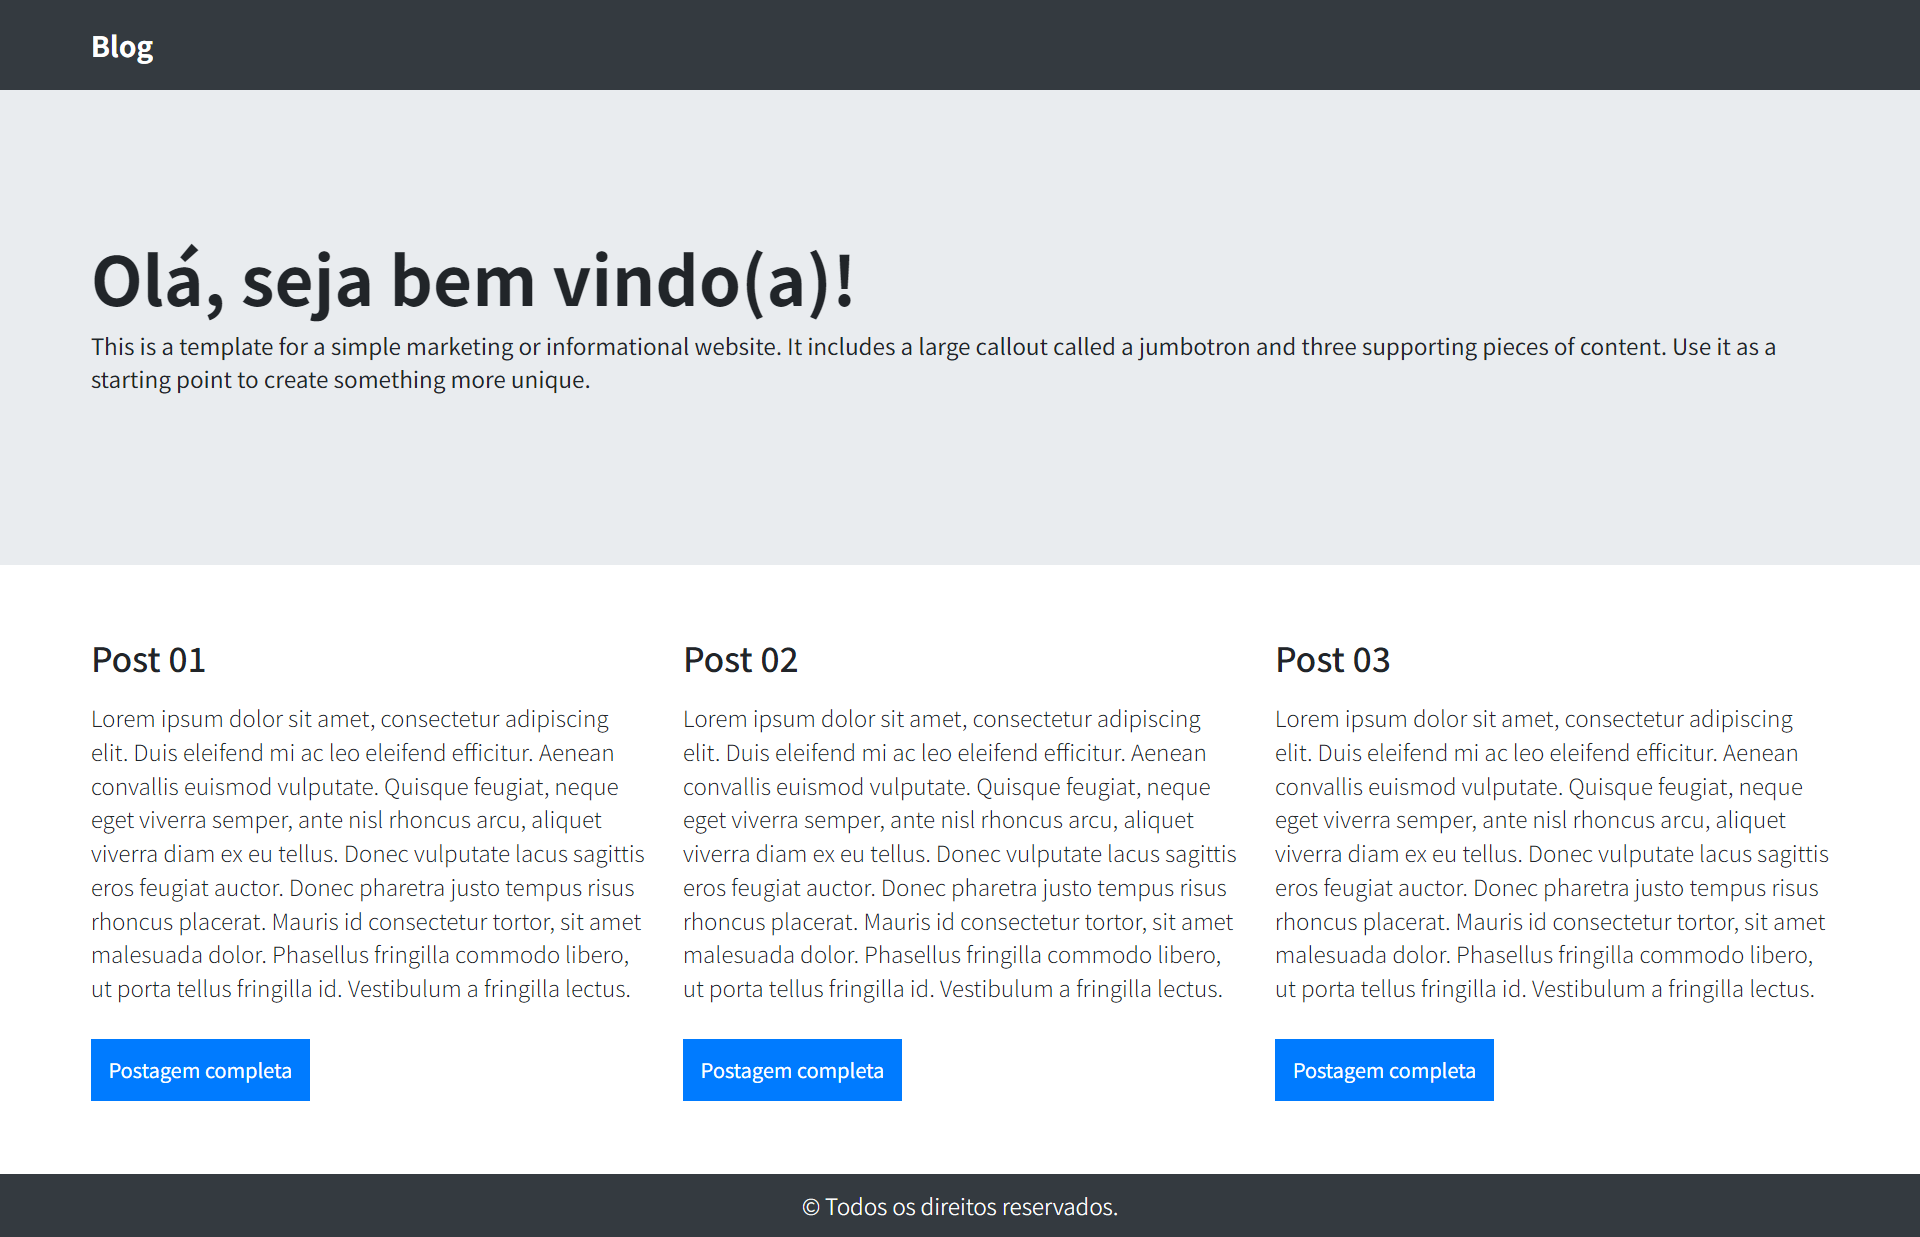 Blog
Olá, seja bem vindo(a)!
This is a template for a simple marketing or informational website. It includes a large callout called a jumbotron and three supporting pieces of content. Use it as a
starting point to create something more unique.
Post 01
Lorem ipsum dolor sit amet, consectetur adipiscing
elit. Duis eleifend mi ac leo eleifend efficitur. Aenean
convallis euismod vulputate. Quisque feugiat, neque
eget viverra semper, ante nisl rhoncus arcu, aliquet
viverra diam ex eu tellus. Donec vulputate lacus sagittis
eros feugiat auctor. Donec pharetra justo tempus risus
rhoncus placerat. Mauris id consectetur tortor, sit amet
malesuada dolor. Phasellus fringilla commodo libero,
ut porta tellus fringilla id. Vestibulum a fringilla lectus.
Postagem completa
Post 02
Lorem ipsum dolor sit amet, consectetur adipiscing
elit. Duis eleifend mi ac leo eleifend efficitur. Aenean
convallis euismod vulputate. Quisque feugiat, neque
eget viverra semper, ante nisl rhoncus arcu, aliquet
viverra diam ex eu tellus. Donec vulputate lacus sagittis
eros feugiat auctor. Donec pharetra justo tempus risus
rhoncus placerat. Mauris id consectetur tortor, sit amet
malesuada dolor. Phasellus fringilla commodo libero,
ut porta tellus fringilla id. Vestibulum a fringilla lectus.
Postagem completa
Post 03
Lorem ipsum dolor sit amet, consectetur adipiscing
elit. Duis eleifend mi ac leo eleifend efficitur. Aenean
convallis euismod vulputate. Quisque feugiat, neque
eget viverra semper, ante nisl rhoncus arcu, aliquet
viverra diam ex eu tellus. Donec vulputate lacus sagittis
eros feugiat auctor. Donec pharetra justo tempus risus
rhoncus placerat. Mauris id consectetur tortor, sit amet
malesuada dolor. Phasellus fringilla commodo libero,
ut porta tellus fringilla id. Vestibulum a fringilla lectus.
Postagem completa
© Todos os direitos reservados.